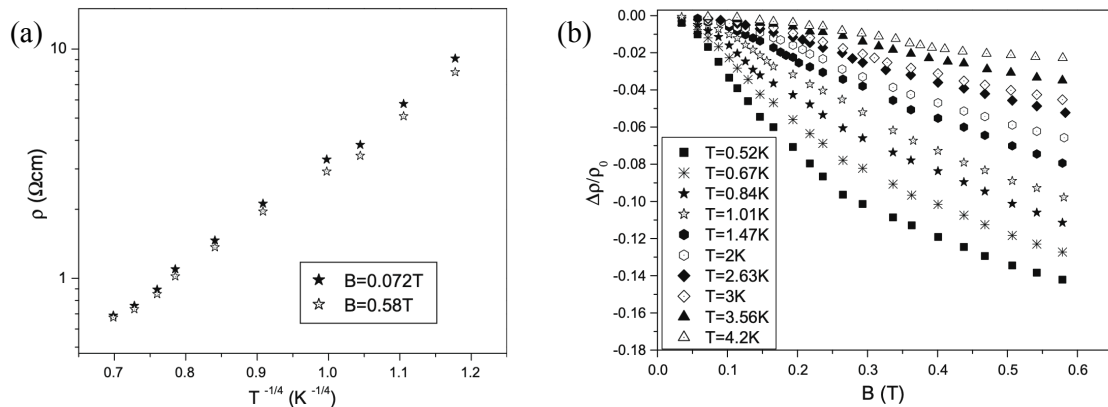 (a)
10
1
ρ (Ωcm)
0.7 0.8 0.9 1.0 1.1 1.2
T -1/4 (K -1/4)
B=0.072T
B=0.58T
(b)
0.00
-0.02
-0.04
-0.06
-0.08
-0.10
-0.12
-0.14
-0.16
-0.18
Δρ/ρ0
T=0.52K
T=0.67K
T=0.84K
T=1.01K
T=1.47K
T=2K
T=2.63K
T=3K
T=3.56K
T=4.2K
0.0 0.1 0.2 0.3 0.4 0.5 0.6
B (T)